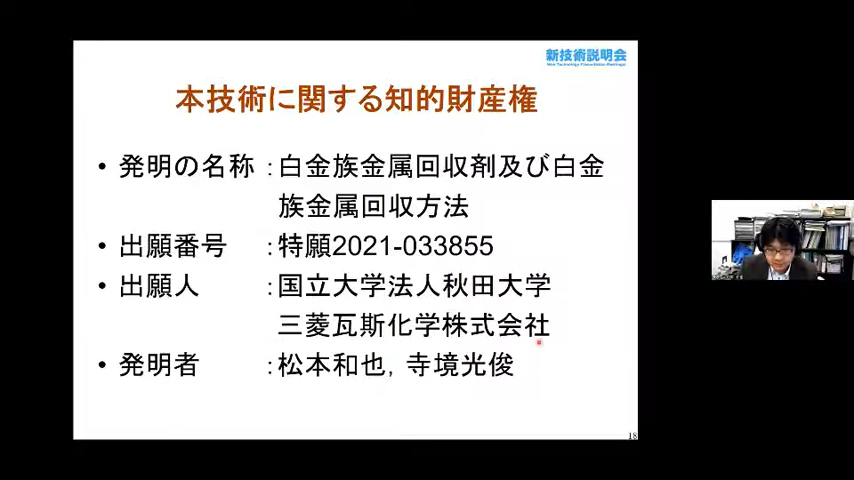 新技術説明会
New Technology Presentation Meetings!
本技術に関する知的財産権
• 発明の名称 :白金族金属回収剤及び白金
族金属回収方法
• 出願番号 :特願2021-033855
• 出願人 :国立大学法人秋田大学
三菱瓦斯化学株式会社
• 発明者 :松本和也, 寺境光俊
18